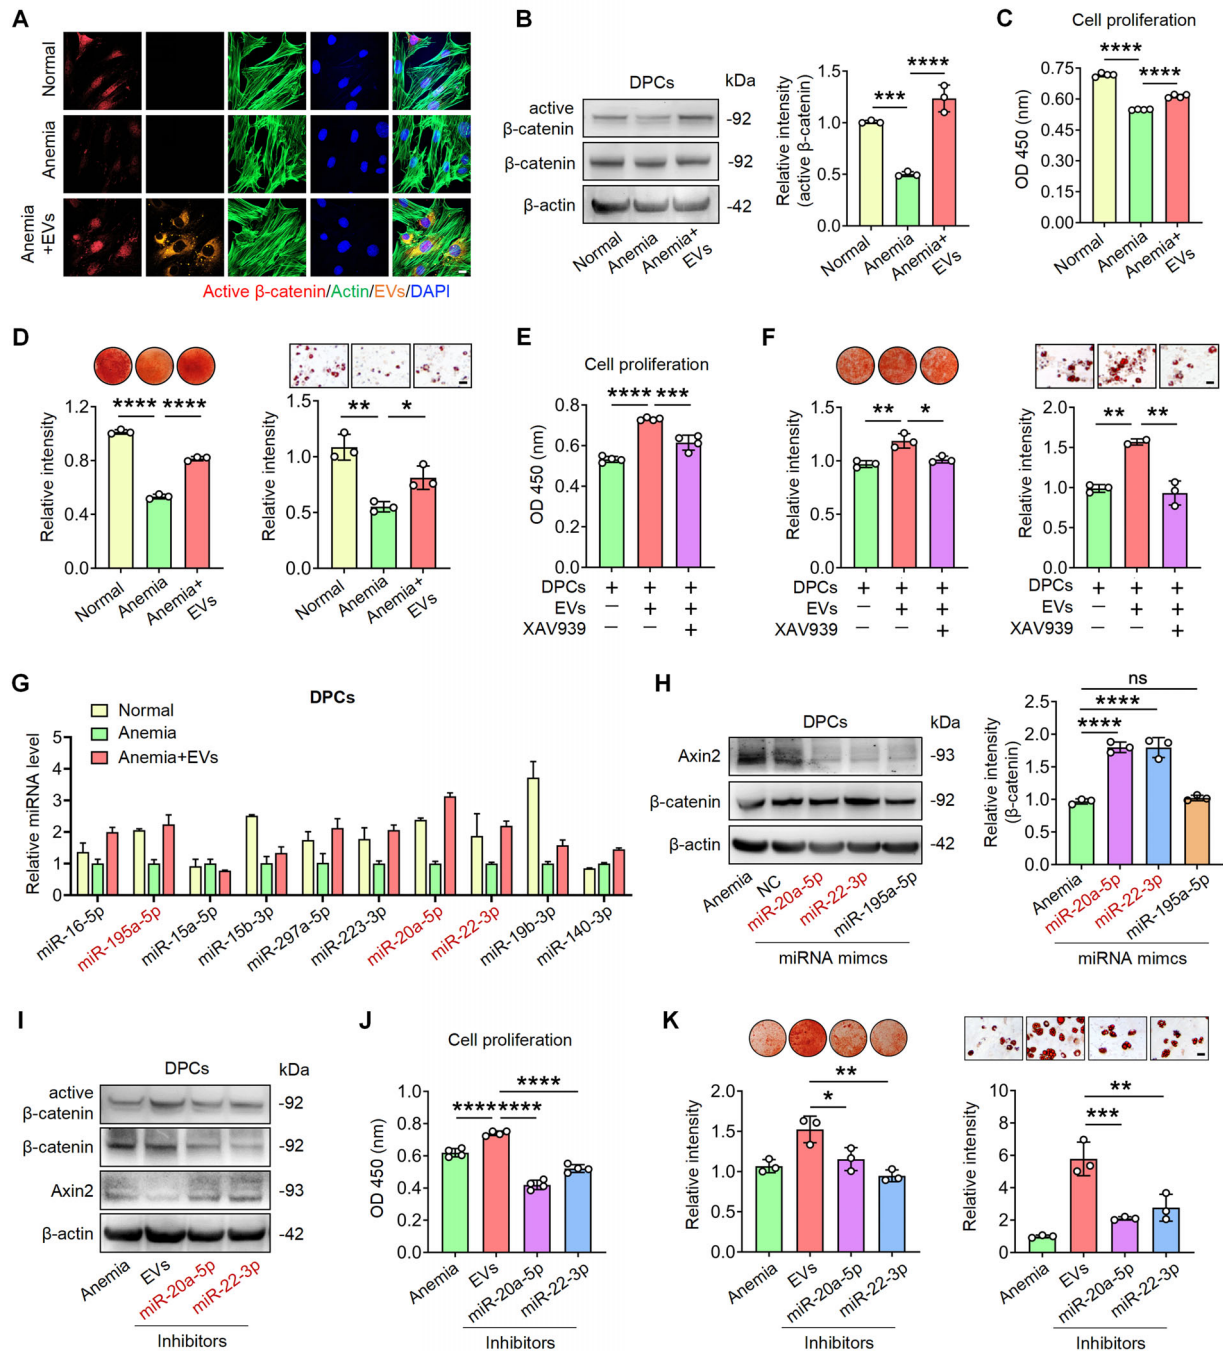 A
Normal
Anemia
Anemia
+EVs
Active β-catenin/Actin/EVs/DAPI
B
DPCs
kDa
active
β-catenin
-92
β-catenin
-92
β-actin
-42
Normal
Anemia
Anemia+
EVs
Relative intensity
(active β-catenin)
1.5
1.0
0.5
0.0
***
****
Normal
Anemia
Anemia+
EVs
C
Cell proliferation
OD 450 (nm)
0.75
0.60
0.75
0.30
0.15
0.00
****
****
Normal
Anemia
Anemia+
EVs
D
Relative intensity
1.2
0.8
0.4
0.0
****
****
Normal
Anemia
Anemia+
EVs
Relative intensity
1.5
1.0
0.5
0.0
**
*
Normal
Anemia
Anemia+
EVs
E
Cell proliferation
OD 450 (nm)
0.8
0.6
0.4
0.2
0.0
****
***
DPCs + + +
EVs — + +
XAV939 — — +
F
Relative intensity
1.5
1.0
0.5
0.0
**
*
DPCs + + +
EVs — + +
XAV939 — — +
Relative intensity
2.0
1.5
1.0
0.5
0.0
**
**
DPCs + + +
EVs — + +
XAV939 — — +
G
DPCs
Normal
Anemia
Anemia+EVs
Relative miRNA level
5
4
3
2
1
0
miR-16-5p
miR-195a-5p
miR-15a-5p
miR-15b-3p
miR-297a-5p
miR-223-3p
miR-20a-5p
miR-22-3p
miR-19b-3p
miR-140-3p
H
DPCs
kDa
Axin2
-93
β-catenin
-92
β-actin
-42
Anemia
NC
miR-20a-5p
miR-22-3p
miR-195a-5p
miRNA mimcs
Relative intensity
(β-catenin)
2.5
2.0
1.5
1.0
0.5
0.0
ns
****
****
Anemia
miR-20a-5p
miR-22-3p
miR-195a-5p
miRNA mimcs
I
DPCs
kDa
active
β-catenin
-92
β-catenin
-92
Axin2
-93
β-actin
-42
Anemia
EVs
miR-20a-5p
miR-22-3p
Inhibitors
J
Cell proliferation
OD 450 (nm)
1.0
0.8
0.6
0.4
0.2
0.0
****
****
****
Anemia
EVs
miR-20a-5p
miR-22-3p
Inhibitors
K
Relative intensity
2.0
1.5
1.0
0.5
0.0
**
*
Anemia
EVs
miR-20a-5p
miR-22-3p
Inhibitors
Relative intensity
10
8
6
4
2
0
**
***
Anemia
EVs
miR-20a-5p
miR-22-3p
Inhibitors